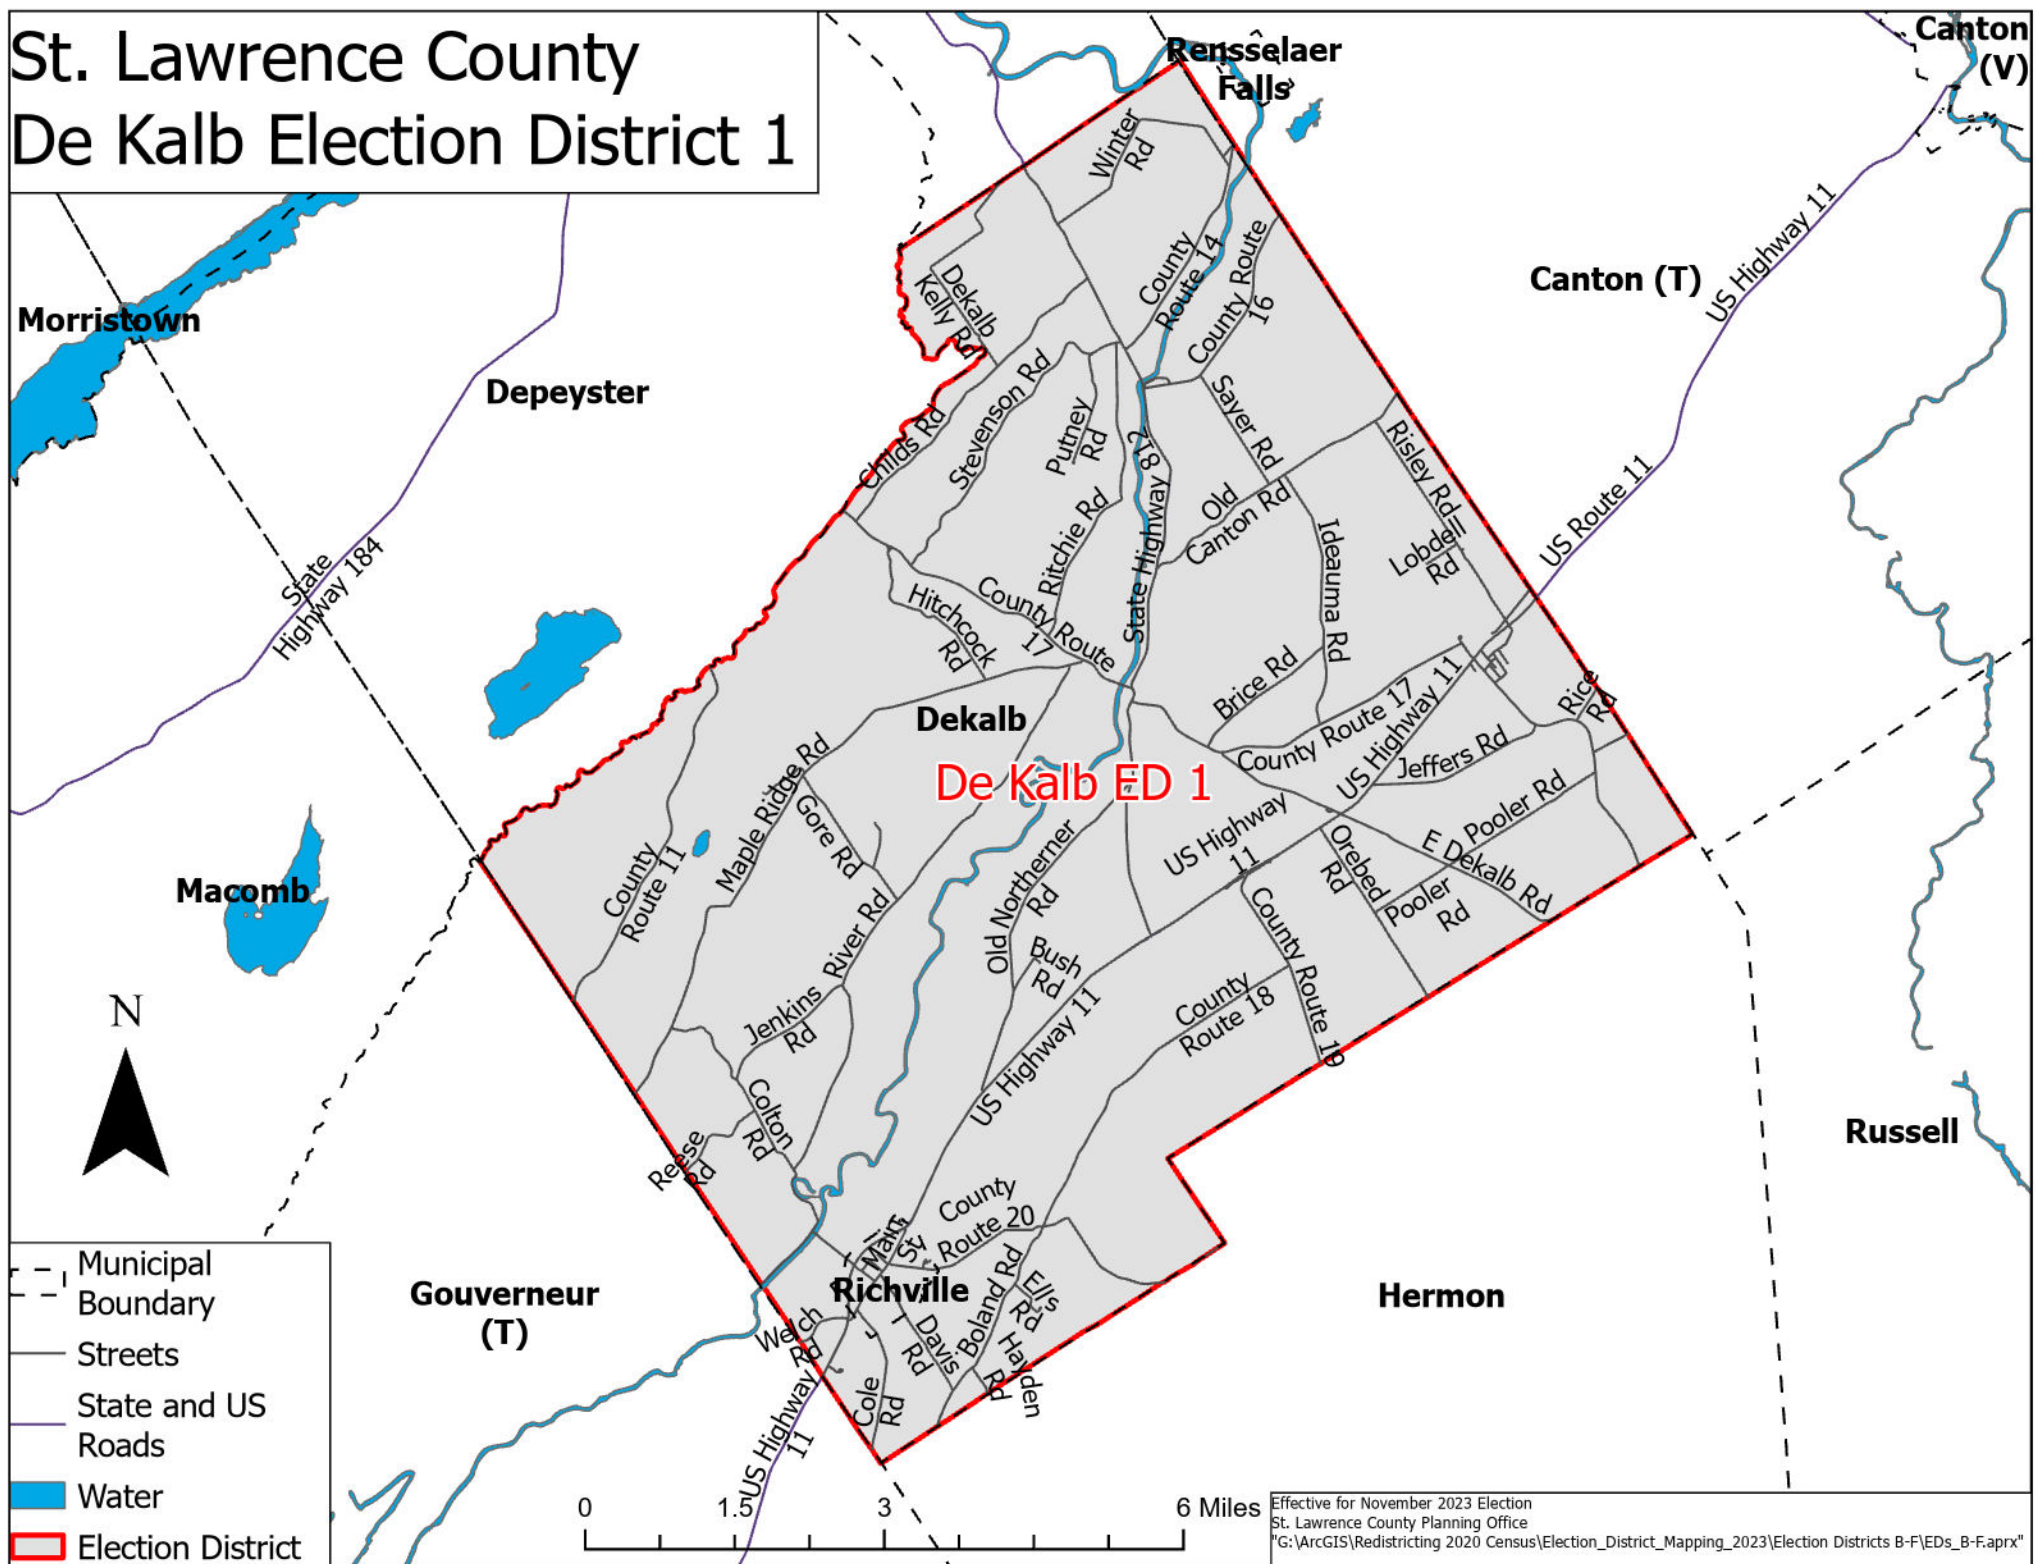 St. Lawrence County
De Kalb Election District 1
Rensselaer
Falls
Canton
(V)
Winter
Rd
County
Route 14
County Route
16
Dekalb
Kelly Rd
Canton (T)
US Highway 11
Morristown
Depeyster
Childs Rd
Stevenson Rd
Putney
Rd
State Highway 812
Sayer Rd
Risley Rd
Old
Canton Rd
Lobdell
Rd
US Route 11
State
Highway 184
Ritchie Rd
Ideauma Rd
Hitchcock
Rd
County Route
17
Brice Rd
Rice
Rd
Dekalb
County Route 17
US Highway 11
Jeffers Rd
De Kalb ED 1
Maple Ridge Rd
Gore Rd
County
Route 11
Old Northerner
Rd
US Highway
11
Orebed
Rd
E Dekalb Rd
Pooler Rd
Pooler
Rd
Macomb
River Rd
Bush
Rd
County Route 19
County
Route 18
Jenkins
Rd
US Highway 11
N
Colton
Rd
Reese
Rd
Russell
County
Route 20
Main
St
Richville
Boland Rd
Ells
Rd
Hayden
Rd
Davis
Rd
Welch
Rd
Cole
Rd
US Highway
11
Gouverneur
(T)
Hermon
Municipal
Boundary
Streets
State and US
Roads
Water
Election District
0 1.5 3 6 Miles
Effective for November 2023 Election
St. Lawrence County Planning Office
"G:\ArcGIS\Redistricting 2020 Census\Election_District_Mapping_2023\Election Districts B-F\EDs_B-F.aprx"